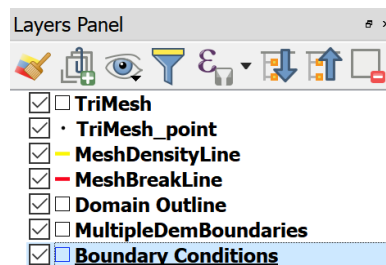 Layers Panel
TriMesh
TriMesh_point
MeshDensityLine
MeshBreakLine
Domain Outline
MultipleDemBoundaries
Boundary Conditions